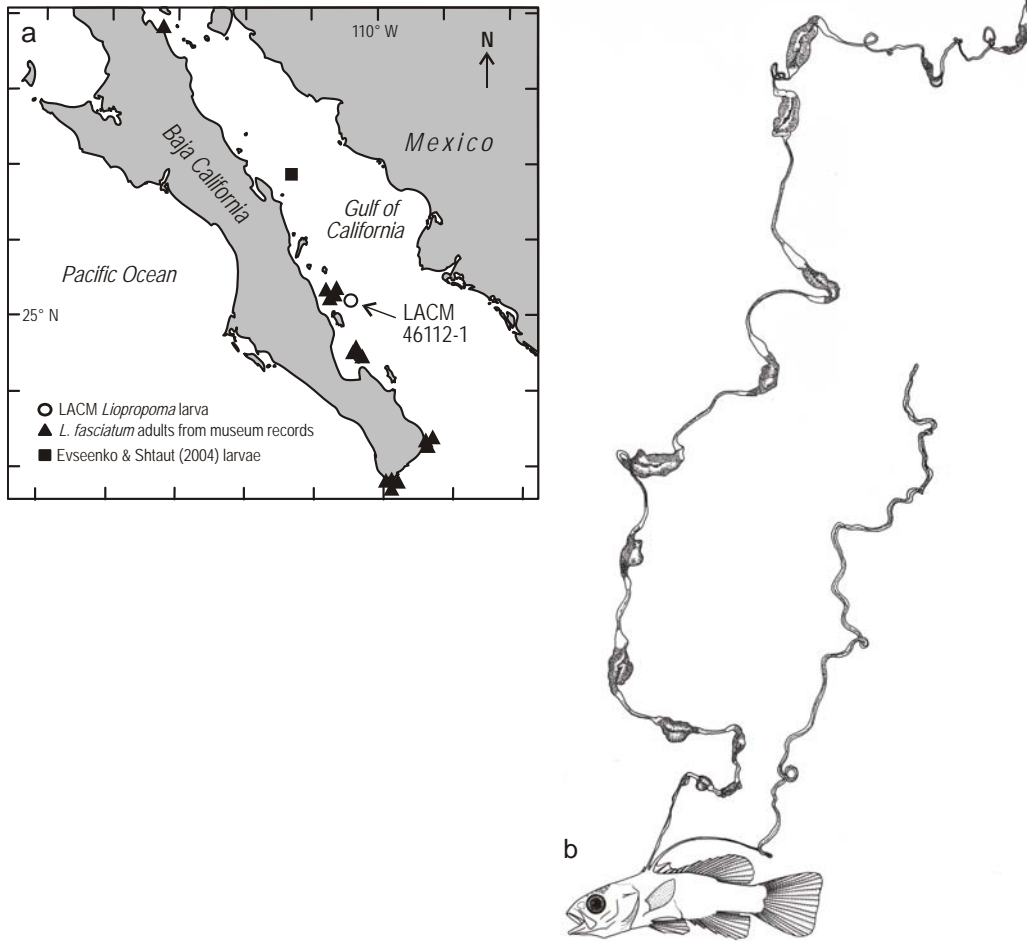 a
110° W
N
Mexico
Baja California
Gulf of
California
Pacific Ocean
25° N
LACM
46112-1
LACM Liopropoma larva
L. fasciatum adults from museum records
Evseenko & Shtaut (2004) larvae
b